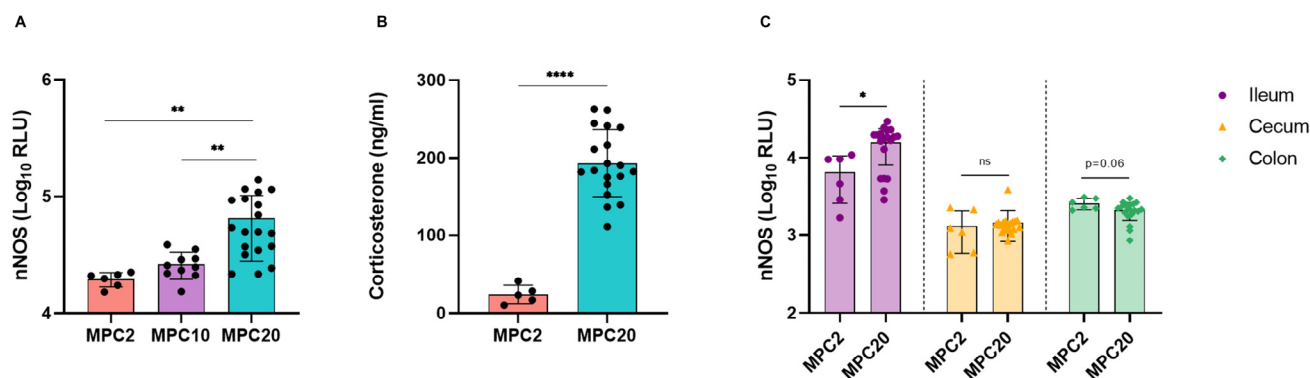 A
nNOS (Log10 RLU)
6
5
4
**
**
MPC2 MPC10 MPC20
B
Corticosterone (ng/ml)
300
200
100
0
****
MPC2 MPC20
C
nNOS (Log10 RLU)
5
4
3
2
*
ns
p=0.06
MPC2 MPC20 MPC2 MPC20 MPC2 MPC20
Ileum
Cecum
Colon